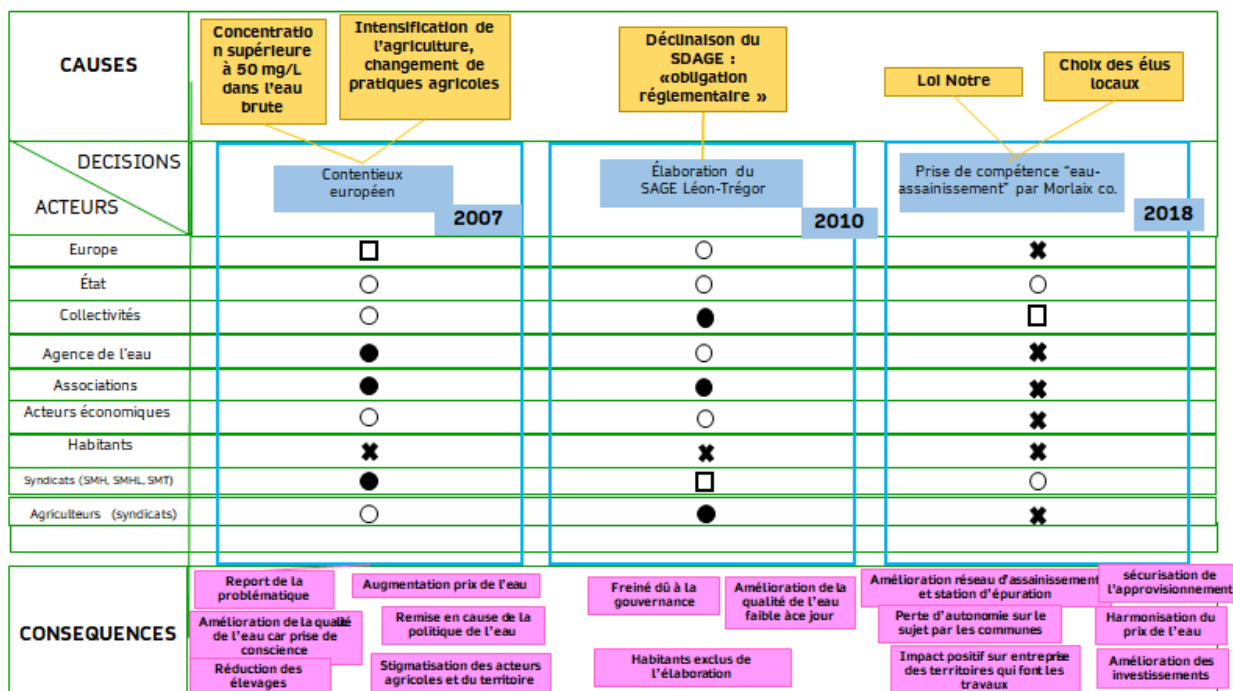 CAUSES
Concentratio
n supérieure
à 50 mg/L
dans l'eau
brute
Intensification de
l'agriculture,
changement de
pratiques agricoles
Déclinaison du
SDAGE :
«obligation
réglementaire »
Loi Notre
Choix des élus
locaux
DECISIONS
ACTEURS
Contentieux
européen
2007
Élaboration du
SAGE Léon-Trégor
2010
Prise de compétence "eau-
assainissement" par Morlaix co.
2018
Europe
État
Collectivités
Agence de l'eau
Associations
Acteurs économiques
Habitants
Syndicats (SMH, SMHL, SMT)
Agriculteurs (syndicats)
CONSEQUENCES
Report de la
problématique
Augmentation prix de l'eau
Amélioration de la qualité
de l'eau car prise de
conscience
Remise en cause de la
politique de l'eau
Réduction des
élevages
Stigmatisation des acteurs
agricoles et du territoire
Freiné dû à la
gouvernance
Amélioration de la
qualité de l'eau
faible àce jour
Habitants exclus de
l'élaboration
Amélioration réseau d'assainissement
et station d'épuration
sécurisation de
l'approvisionnement
Perte d'autonomie sur le
sujet par les communes
Harmonisation du
prix de l'eau
Impact positif sur entreprise
des territoires qui font les
travaux
Amélioration des
investissements